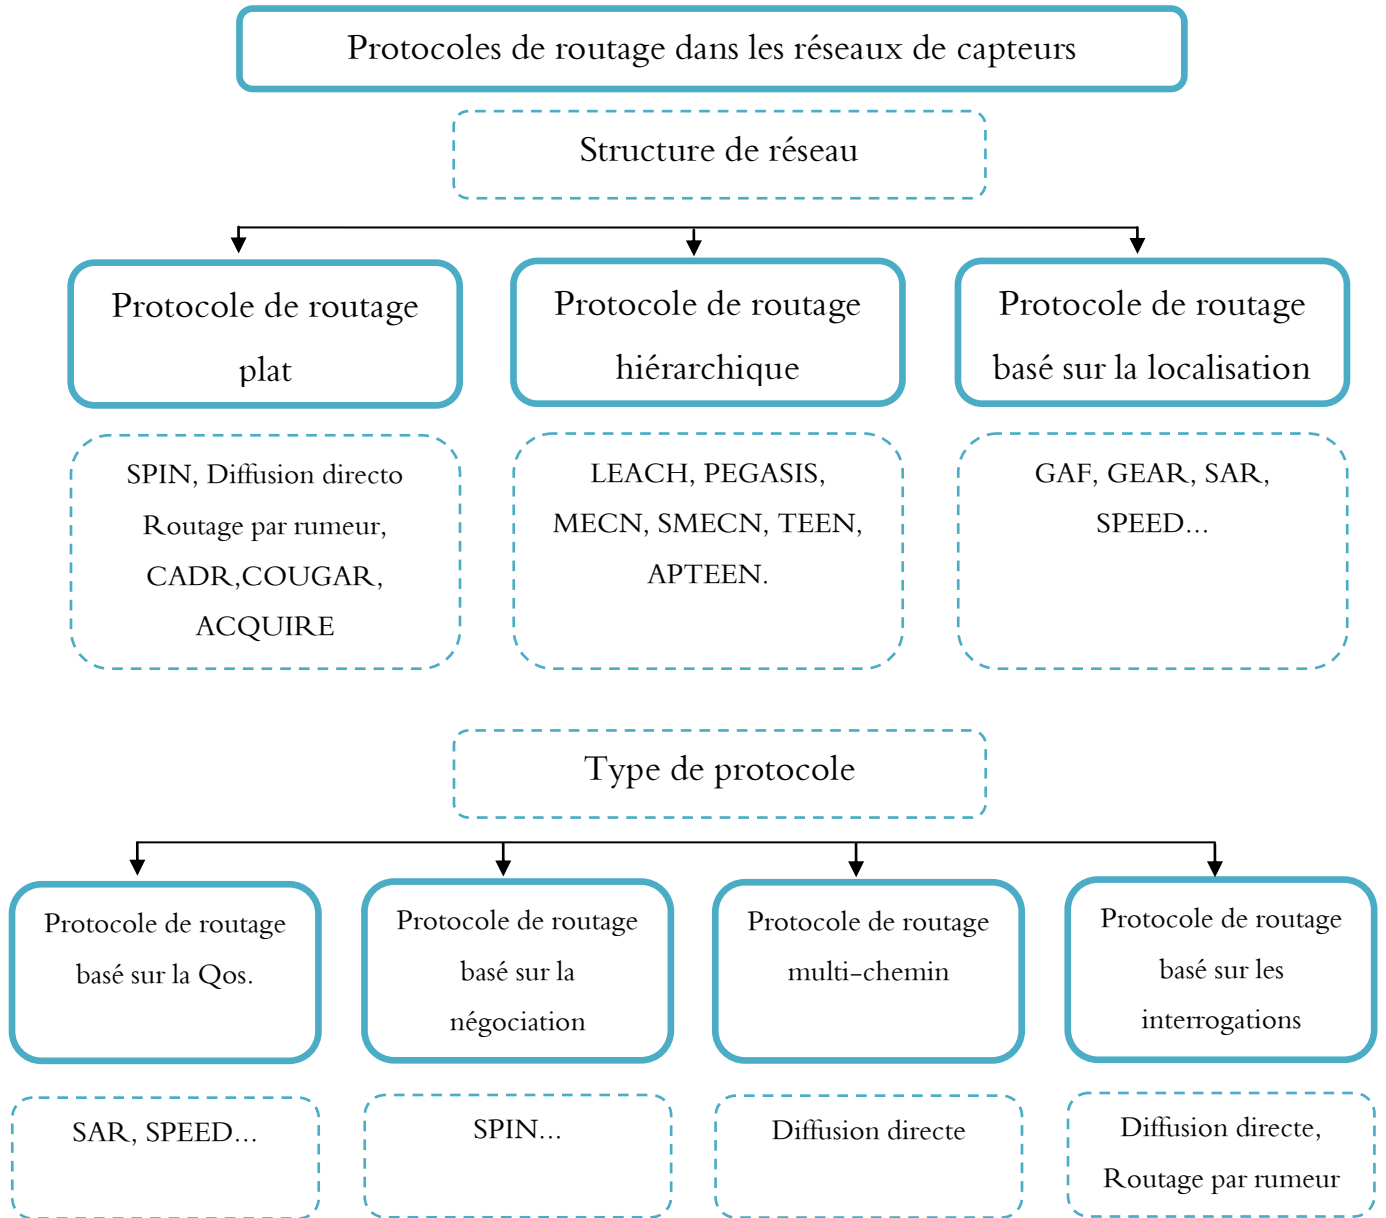 Protocoles de routage dans les réseaux de capteurs
Structure de réseau
Protocole de routage
plat
Protocole de routage
hiérarchique
Protocole de routage
basé sur la localisation
SPIN, Diffusion directo
Routage par rumeur,
CADR,COUGAR,
ACQUIRE
LEACH, PEGASIS,
MECN, SMECN, TEEN,
APTEEN.
GAF, GEAR, SAR,
SPEED...
Type de protocole
Protocole de routage
basé sur la Qos.
Protocole de routage
basé sur la
négociation
Protocole de routage
multi-chemin
Protocole de routage
basé sur les
interrogations
SAR, SPEED...
SPIN...
Diffusion directe
Diffusion directe,
Routage par rumeur